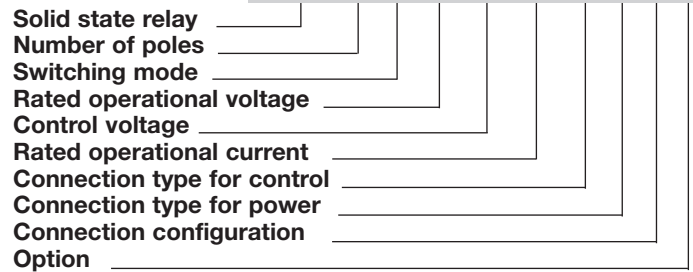 Solid state relay
Number of poles
Switching mode
Rated operational voltage
Control voltage
Rated operational current
Connection type for control
Connection type for power
Connection configuration
Option